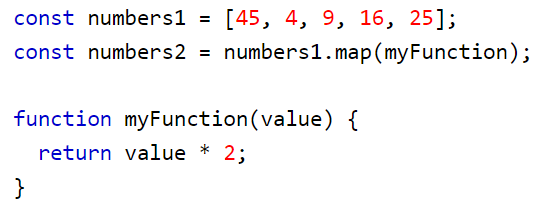 const numbers1 = [45, 4, 9, 16, 25];
const numbers2 = numbers1.map(myFunction);

function myFunction(value) {
  return value * 2;
}